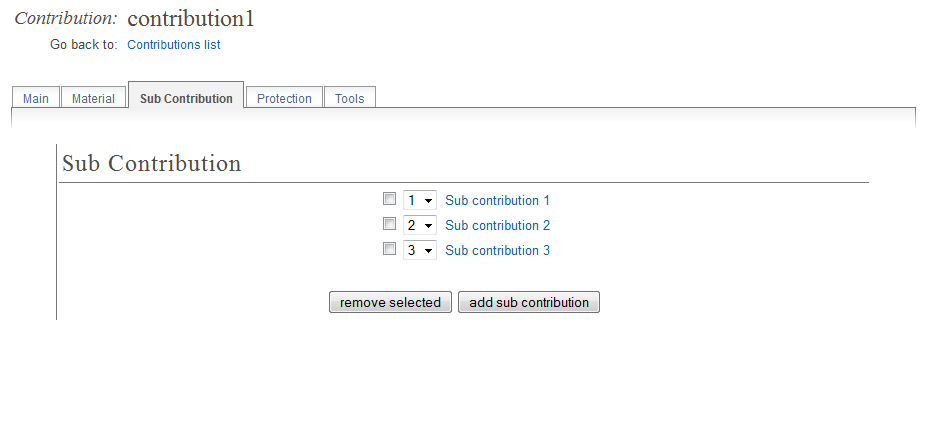 Contribution: contribution1
Go back to: Contributions list
Main Material Sub Contribution Protection Tools
Sub Contribution
1 Sub contribution 1
2 Sub contribution 2
3 Sub contribution 3
remove selected add sub contribution